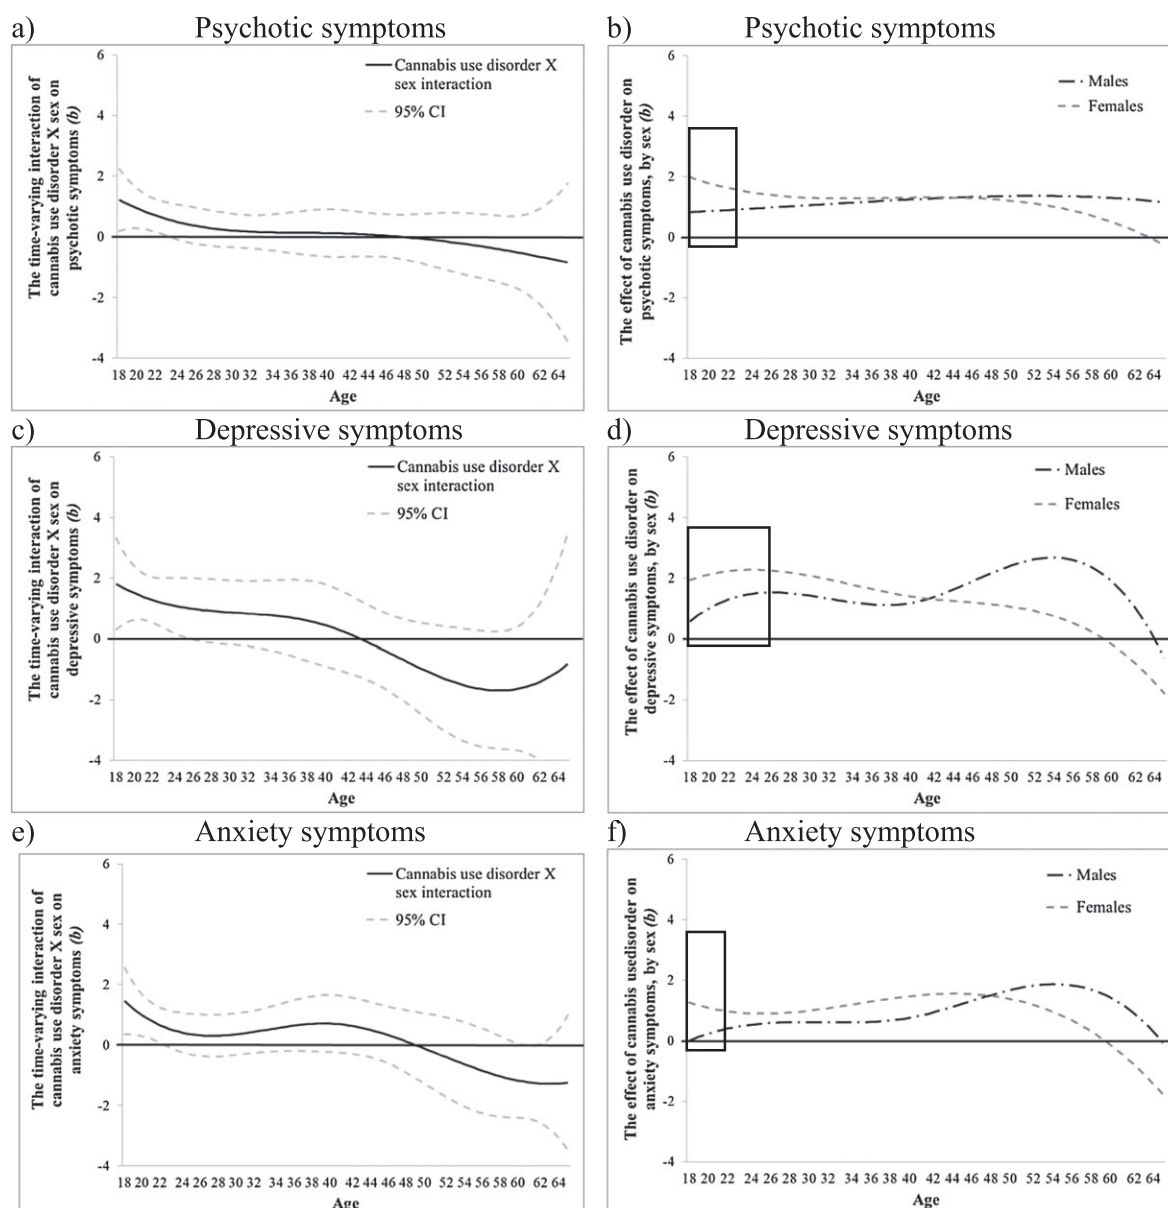 a) Psychotic symptoms
The time-varying interaction of
cannabis use disorder X sex on
psychotic symptoms (b)
6
4
2
0
-2
-4
Cannabis use disorder X
sex interaction
95% CI
18 20 22 24 26 28 30 32 34 36 38 40 42 44 46 48 50 52 54 56 58 60 62 64
Age
b) Psychotic symptoms
The effect of cannabis use disorder on
psychotic symptoms, by sex (b)
6
4
2
0
-2
-4
Males
Females
18 20 22 24 26 28 30 32 34 36 38 40 42 44 46 48 50 52 54 56 58 60 62 64
Age
c) Depressive symptoms
The time-varying interaction of
cannabis use disorder X sex on
depressive symptoms (b)
6
4
2
0
-2
-4
Cannabis use disorder X
sex interaction
95% CI
18 20 22 24 26 28 30 32 34 36 38 40 42 44 46 48 50 52 54 56 58 60 62 64
Age
d) Depressive symptoms
The effect of cannabis use disorder on
depressive symptoms, by sex (b)
6
4
2
0
-2
-4
Males
Females
18 20 22 24 26 28 30 32 34 36 38 40 42 44 46 48 50 52 54 56 58 60 62 64
Age
e) Anxiety symptoms
The time-varying interaction of
cannabis use disorder X sex on
anxiety symptoms (b)
6
4
2
0
-2
-4
Cannabis use disorder X
sex interaction
95% CI
18 20 22 24 26 28 30 32 34 36 38 40 42 44 46 48 50 52 54 56 58 60 62 64
Age
f) Anxiety symptoms
The effect of cannabis usedisorder on
anxiety symptoms, by sex (b)
6
4
2
0
-2
-4
Males
Females
18 20 22 24 26 28 30 32 34 36 38 40 42 44 46 48 50 52 54 56 58 60 62 64
Age